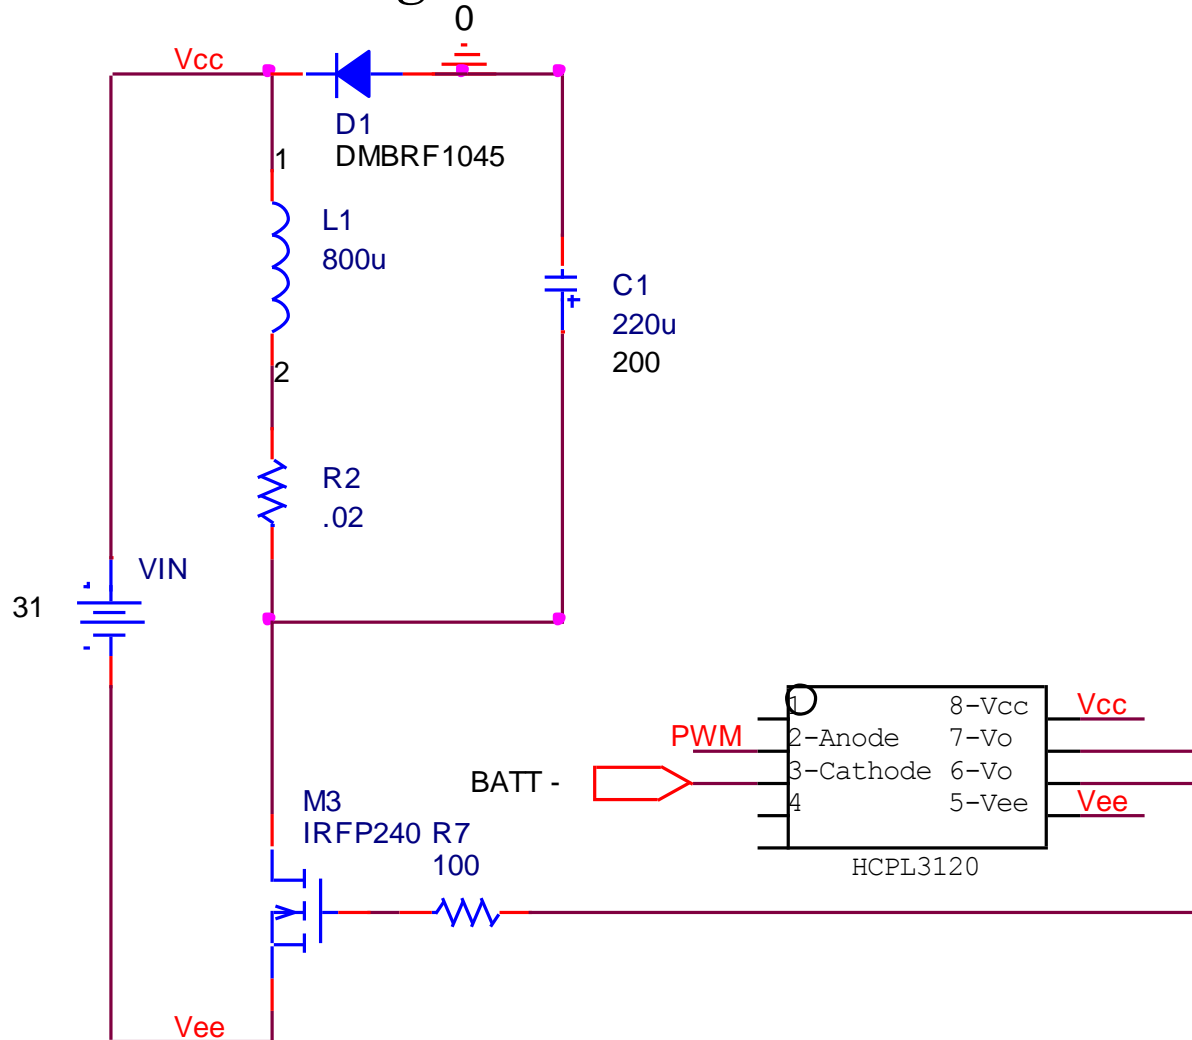 0
Vcc
D1
DMBRF1045
1
L1
800u
2
C1
220u
200
R2
.02
VIN
31
1
8-Vcc
Vcc
PWM
2-Anode
7-Vo
BATT -
3-Cathode
6-Vo
4
5-Vee
Vee
HCPL3120
M3
IRFP240
R7
100
Vee